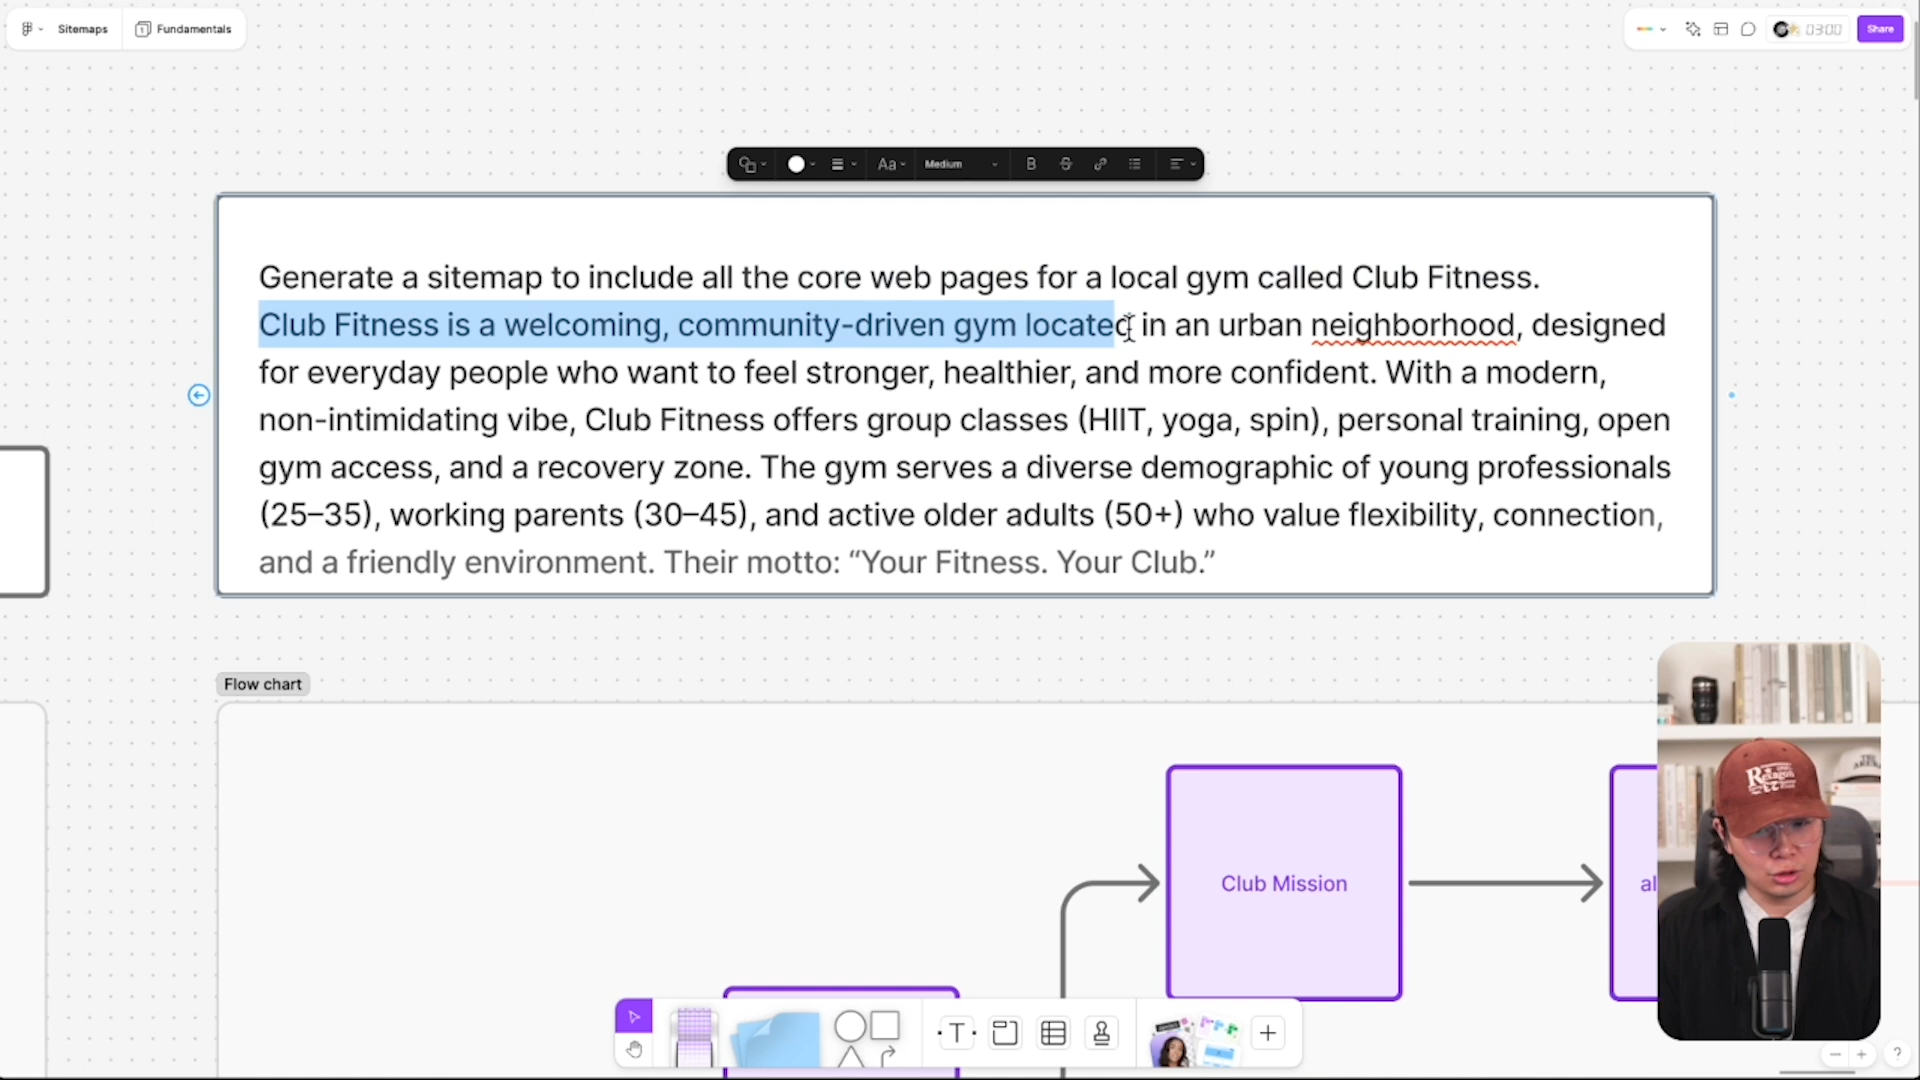 Sitemaps
1
Fundamentals
03:00
Share
Aa
Medium
B
S
Generate a sitemap to include all the core web pages for a local gym called Club Fitness.
Club Fitness is a welcoming, community-driven gym located in an urban neighborhood, designed
for everyday people who want to feel stronger, healthier, and more confident. With a modern,
non-intimidating vibe, Club Fitness offers group classes (HIIT, yoga, spin), personal training, open
gym access, and a recovery zone. The gym serves a diverse demographic of young professionals
(25–35), working parents (30–45), and active older adults (50+) who value flexibility, connection,
and a friendly environment. Their motto: “Your Fitness. Your Club.”
Flow chart
Club Mission
T
?